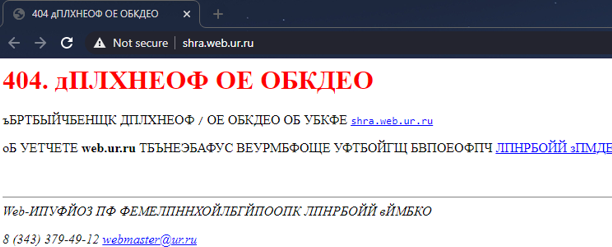 404 дПЛХНЕОФ ОЕ ОБКДЕО
Not secure shra.web.ur.ru
404. дПЛХНЕОФ ОЕ ОБКДЕО
ъБРТБЫЙЧБЕНЩК ДПЛХНЕОФ / ОЕ ОБКДЕО ОБ УБКФЕ shra.web.ur.ru
оБ УЕТЧЕТЕ web.ur.ru ТБЪНЕЭБАФУС ВЕУРМБФОЩЕ УФТБОЙГЩ БВПОЕОФПЧ ЛПНРБОЙЙ зПМДЕ
Web-ИПУФЙОЗ ПФ ФЕМЕЛПННХОЙЛБГЙПООПК ЛПНРБОЙЙ вЙМБКО
8 (343) 379-49-12 webmaster@ur.ru